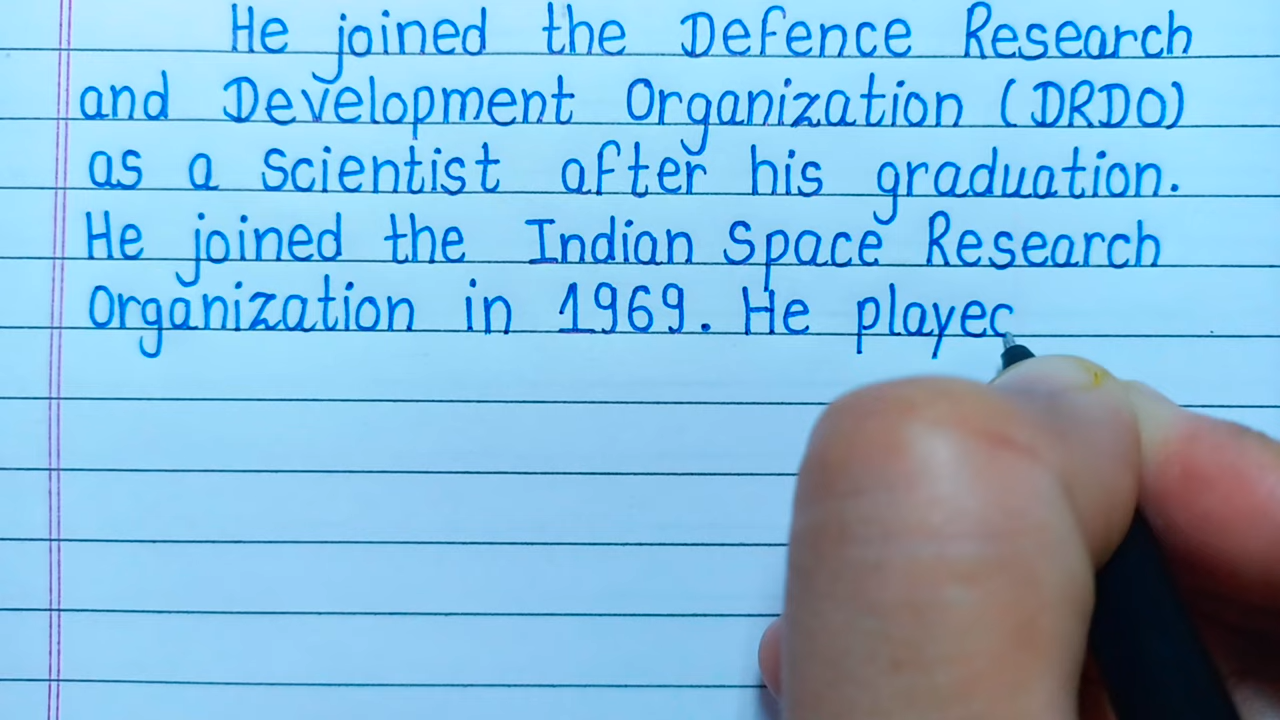 He joined the Defence Research
and Development Organization (DRDO)
as a scientist after his graduation.
He joined the Indian Space Research
Organization in 1969. He playec